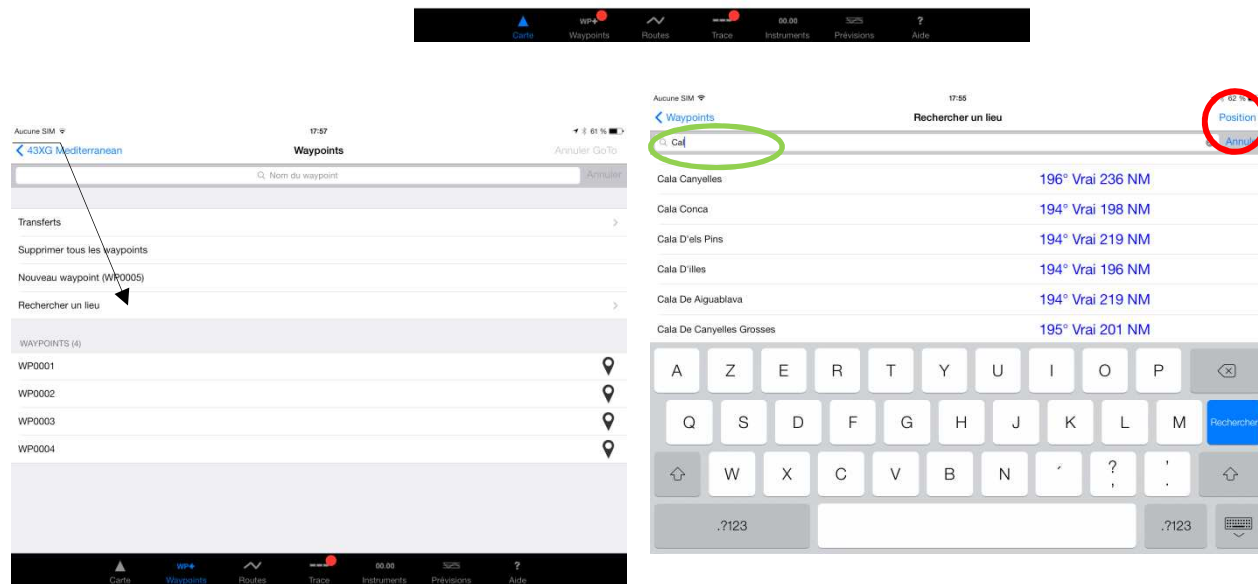 WP+
00.00
?
Carte Waypoints Routes Trace Instruments Prévisions Aide
Aucune SIM 17:57 61 %
43XG Mediterranean Waypoints Annuler GoTo
Nom du waypoint Annuler
Transferts
Supprimer tous les waypoints
Nouveau waypoint (WP0005)
Rechercher un lieu
WAYPOINTS (4)
WP0001
WP0002
WP0003
WP0004
WP+ 00.00 ?
Carte Waypoints Routes Trace Instruments Prévisions Aide
Aucune SIM 17:55 62 %
Waypoints Rechercher un lieu Position
Cal Annul
Cala Canyelles 196° Vrai 236 NM
Cala Conca 194° Vrai 198 NM
Cala D'els Pins 194° Vrai 219 NM
Cala D'illes 194° Vrai 196 NM
Cala De Aiguablava 194° Vrai 219 NM
Cala De Canyelles Grosses 195° Vrai 201 NM
A Z E R T Y U I O P
Q S D F G H J K L M Rechercher
W X C V B N ´ ? , ' .
.?123 .?123